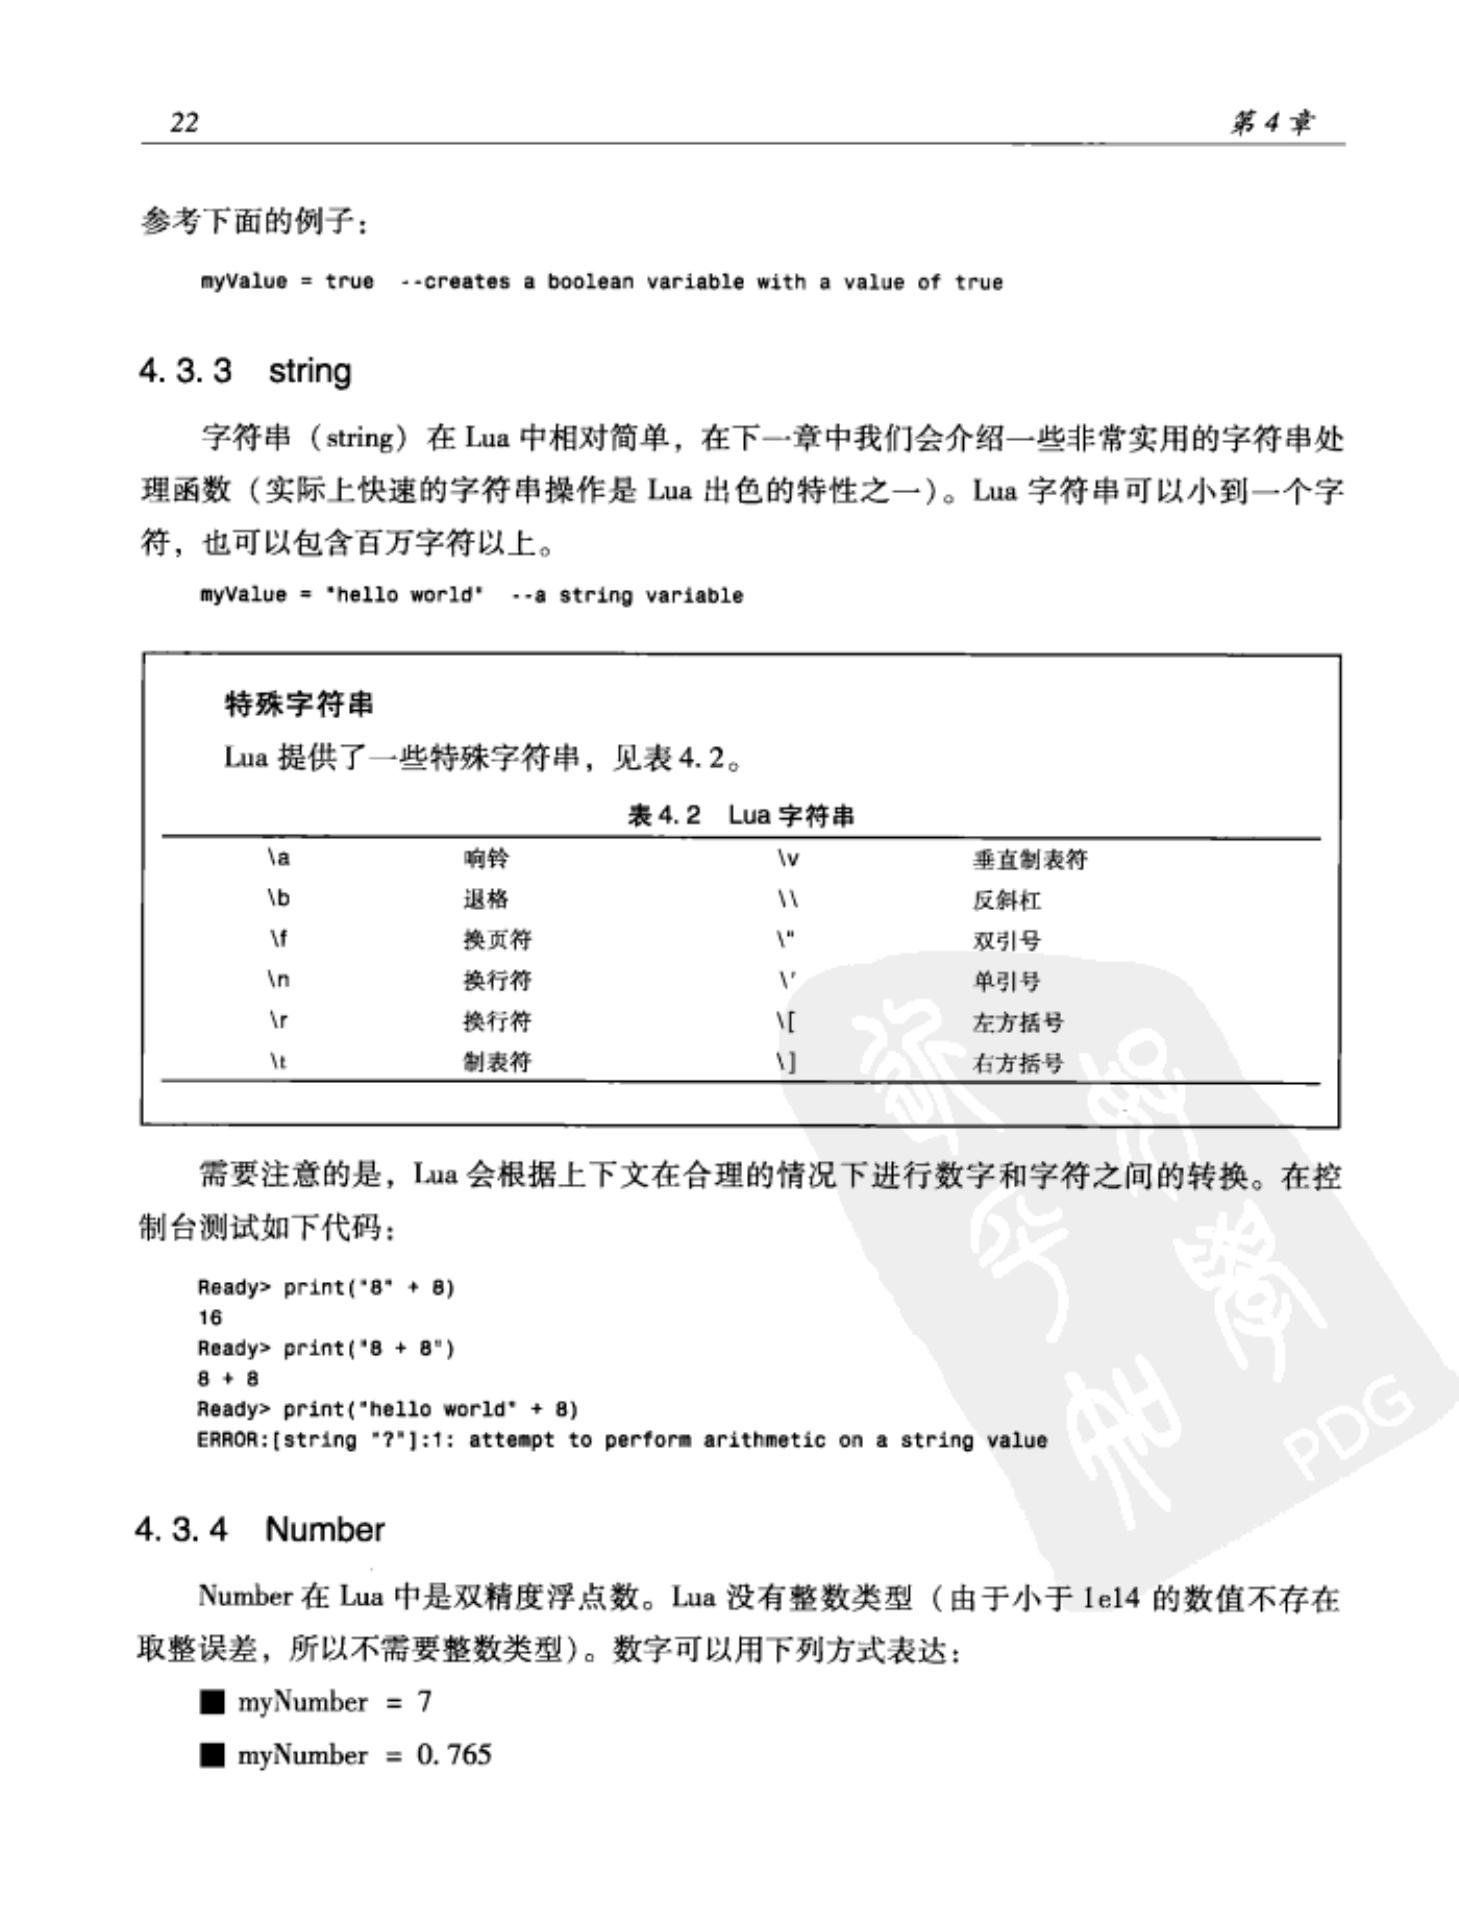 22 第4章
参考下面的例子：
myValue = true --creates a boolean variable with a value of true
4.3.3 string
字符串（string）在 Lua 中相对简单，在下一章中我们会介绍一些非常实用的字符串处
理函数（实际上快速的字符串操作是 Lua 出色的特性之一）。Lua 字符串可以小到一个字
符，也可以包含百万字符以上。
myValue = "hello world" --a string variable
特殊字符串
Lua 提供了一些特殊字符串，见表 4.2。
表 4.2 Lua 字符串
\a 响铃 \v 垂直制表符
\b 退格 \\ 反斜杠
\f 换页符 \" 双引号
\n 换行符 \' 单引号
\r 换行符 \[ 左方括号
\t 制表符 \] 右方括号
需要注意的是，Lua 会根据上下文在合理的情况下进行数字和字符之间的转换。在控
制台测试如下代码：
Ready> print("8" + 8)
16
Ready> print("8 + 8")
8 + 8
Ready> print("hello world" + 8)
ERROR:[string "?"]:1: attempt to perform arithmetic on a string value
PDG
4.3.4 Number
Number 在 Lua 中是双精度浮点数。Lua 没有整数类型（由于小于 1e14 的数值不存在
取整误差，所以不需要整数类型）。数字可以用下列方式表达：
■ myNumber = 7
■ myNumber = 0.765